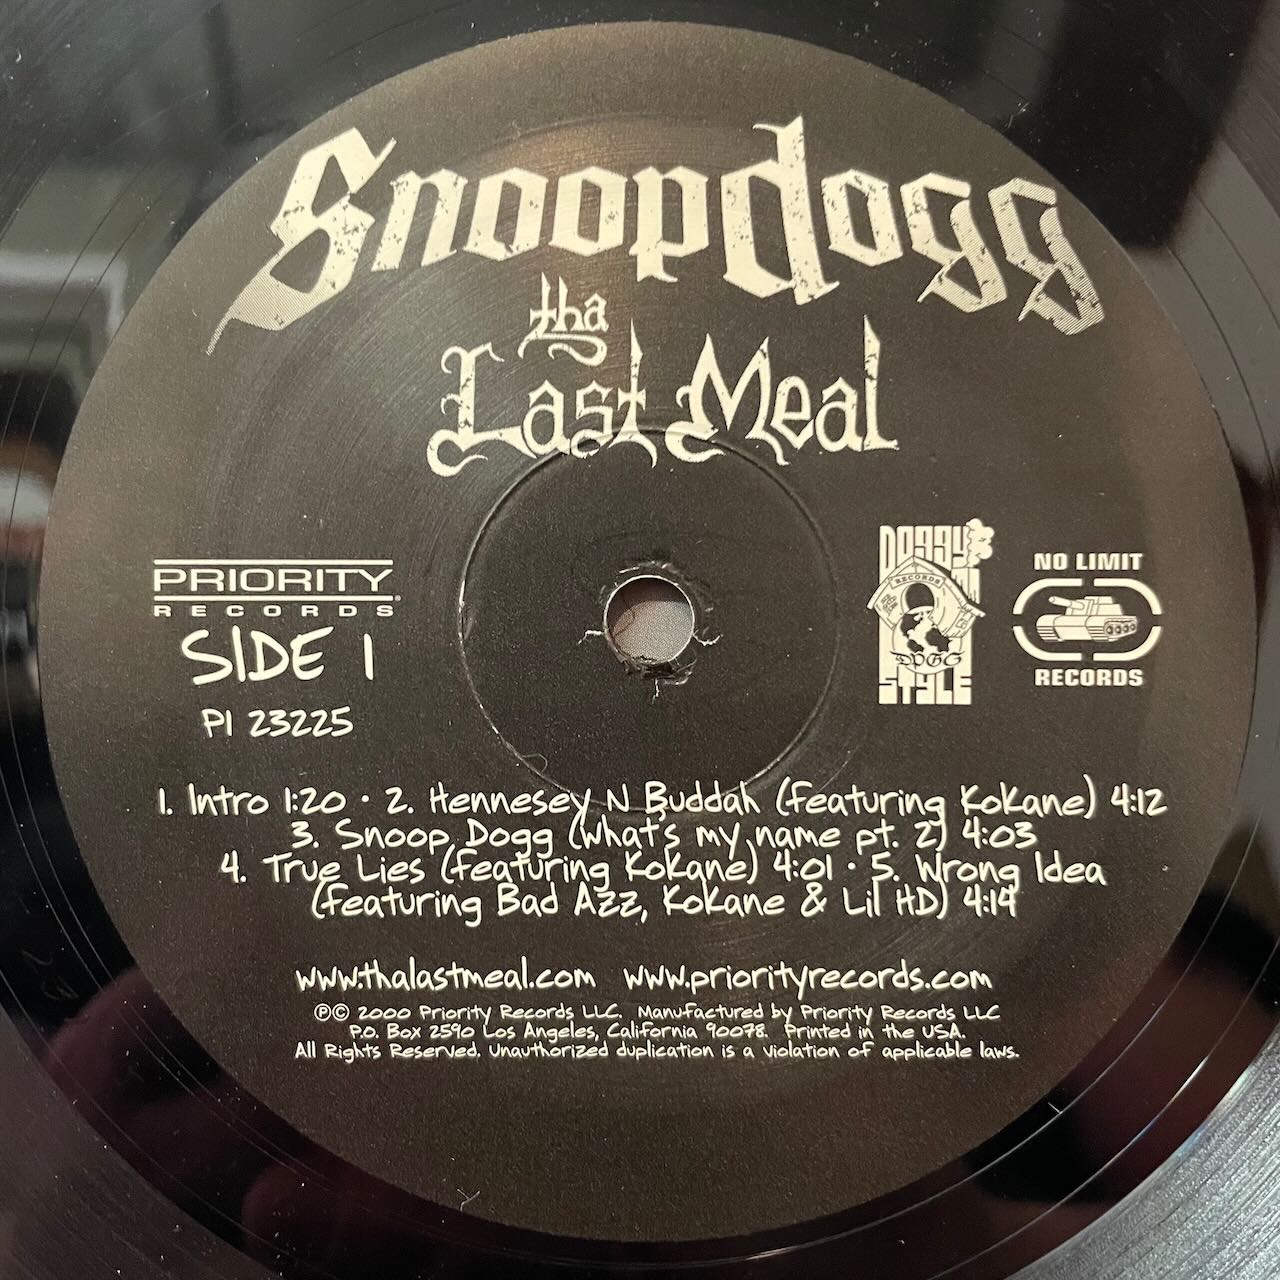 Snoop dogg
tha
Last Meal
PRIORITY
RECORDS
SIDE 1
PI 23225
DOGGY
STYLE
RECORDS
DOGG
NO LIMIT
RECORDS
1. Intro 1:20 · 2. Hennesey N Buddah (featuring Kokane) 4:12
3. Snoop Dogg (what's my name pt. 2) 4:03
4. True Lies (featuring Kokane) 4:01 · 5. Wrong Idea
(featuring Bad Azz, Kokane & Lil HD) 4:14
www.thalastmeal.com www.priorityrecords.com
℗© 2000 Priority Records LLC. Manufactured by Priority Records LLC
P.O. Box 2590 Los Angeles, California 90078. Printed in the USA.
All Rights Reserved. Unauthorized duplication is a violation of applicable laws.